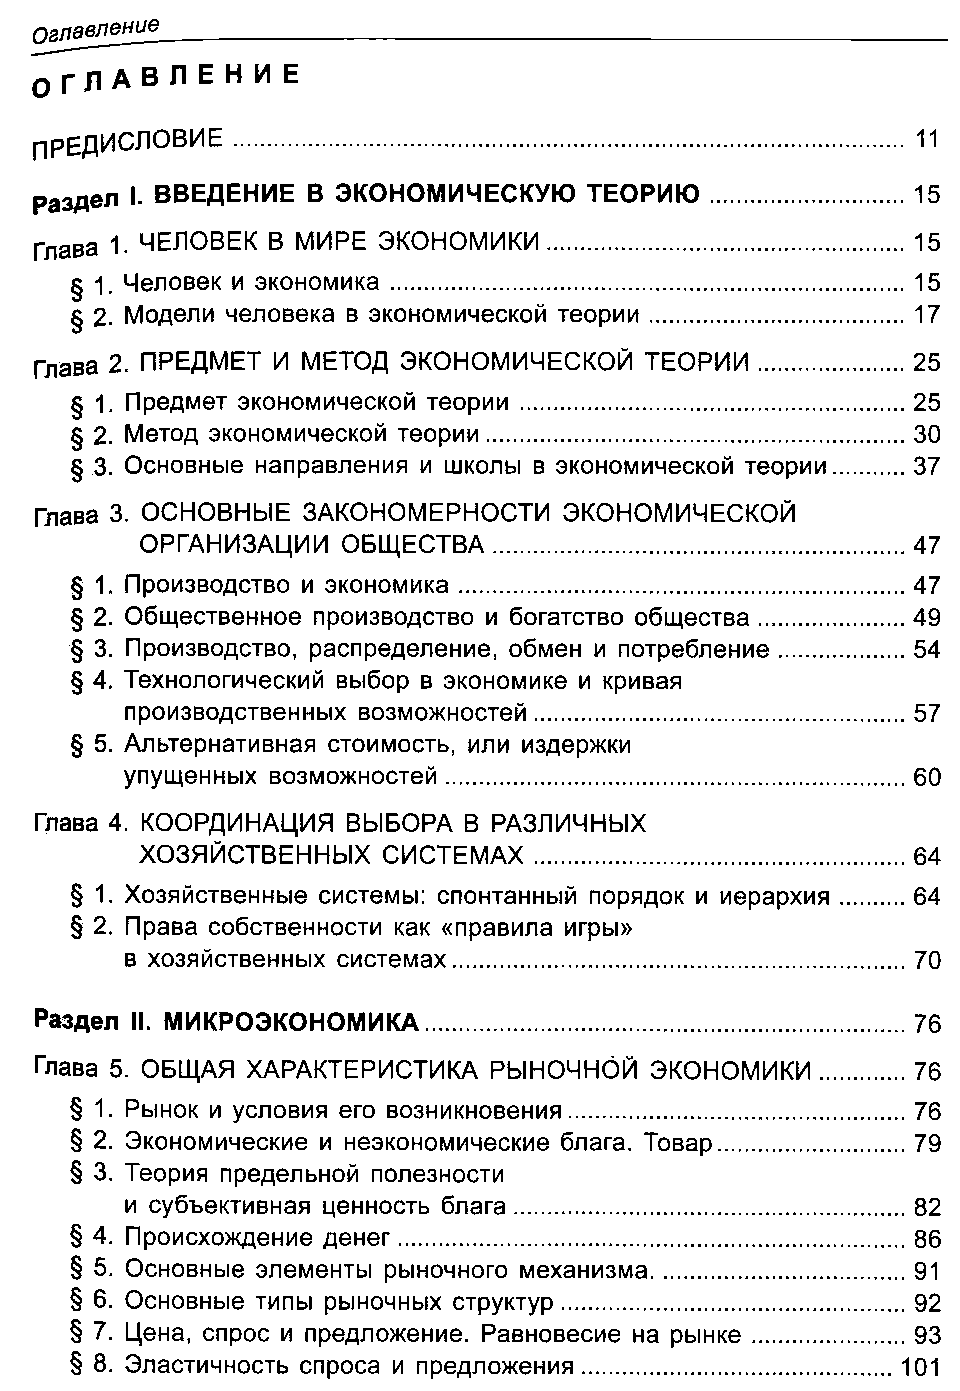 Оглавление
ОГЛАВЛЕНИЕ
ПРЕДИСЛОВИЕ ........ 11
Раздел I. ВВЕДЕНИЕ В ЭКОНОМИЧЕСКУЮ ТЕОРИЮ ........ 15
Глава 1. ЧЕЛОВЕК В МИРЕ ЭКОНОМИКИ ........ 15
§ 1. Человек и экономика ........ 15
§ 2. Модели человека в экономической теории ........ 17
Глава 2. ПРЕДМЕТ И МЕТОД ЭКОНОМИЧЕСКОЙ ТЕОРИИ ........ 25
§ 1. Предмет экономической теории ........ 25
§ 2. Метод экономической теории ........ 30
§ 3. Основные направления и школы в экономической теории ........ 37
Глава 3. ОСНОВНЫЕ ЗАКОНОМЕРНОСТИ ЭКОНОМИЧЕСКОЙ
ОРГАНИЗАЦИИ ОБЩЕСТВА ........ 47
§ 1. Производство и экономика ........ 47
§ 2. Общественное производство и богатство общества ........ 49
§ 3. Производство, распределение, обмен и потребление ........ 54
§ 4. Технологический выбор в экономике и кривая
производственных возможностей ........ 57
§ 5. Альтернативная стоимость, или издержки
упущенных возможностей ........ 60
Глава 4. КООРДИНАЦИЯ ВЫБОРА В РАЗЛИЧНЫХ
ХОЗЯЙСТВЕННЫХ СИСТЕМАХ ........ 64
§ 1. Хозяйственные системы: спонтанный порядок и иерархия ........ 64
§ 2. Права собственности как «правила игры»
в хозяйственных системах ........ 70
Раздел II. МИКРОЭКОНОМИКА ........ 76
Глава 5. ОБЩАЯ ХАРАКТЕРИСТИКА РЫНОЧНОЙ ЭКОНОМИКИ ........ 76
§ 1. Рынок и условия его возникновения ........ 76
§ 2. Экономические и неэкономические блага. Товар ........ 79
§ 3. Теория предельной полезности
и субъективная ценность блага ........ 82
§ 4. Происхождение денег ........ 86
§ 5. Основные элементы рыночного механизма. ........ 91
§ 6. Основные типы рыночных структур ........ 92
§ 7. Цена, спрос и предложение. Равновесие на рынке ........ 93
§ 8. Эластичность спроса и предложения ........ 101